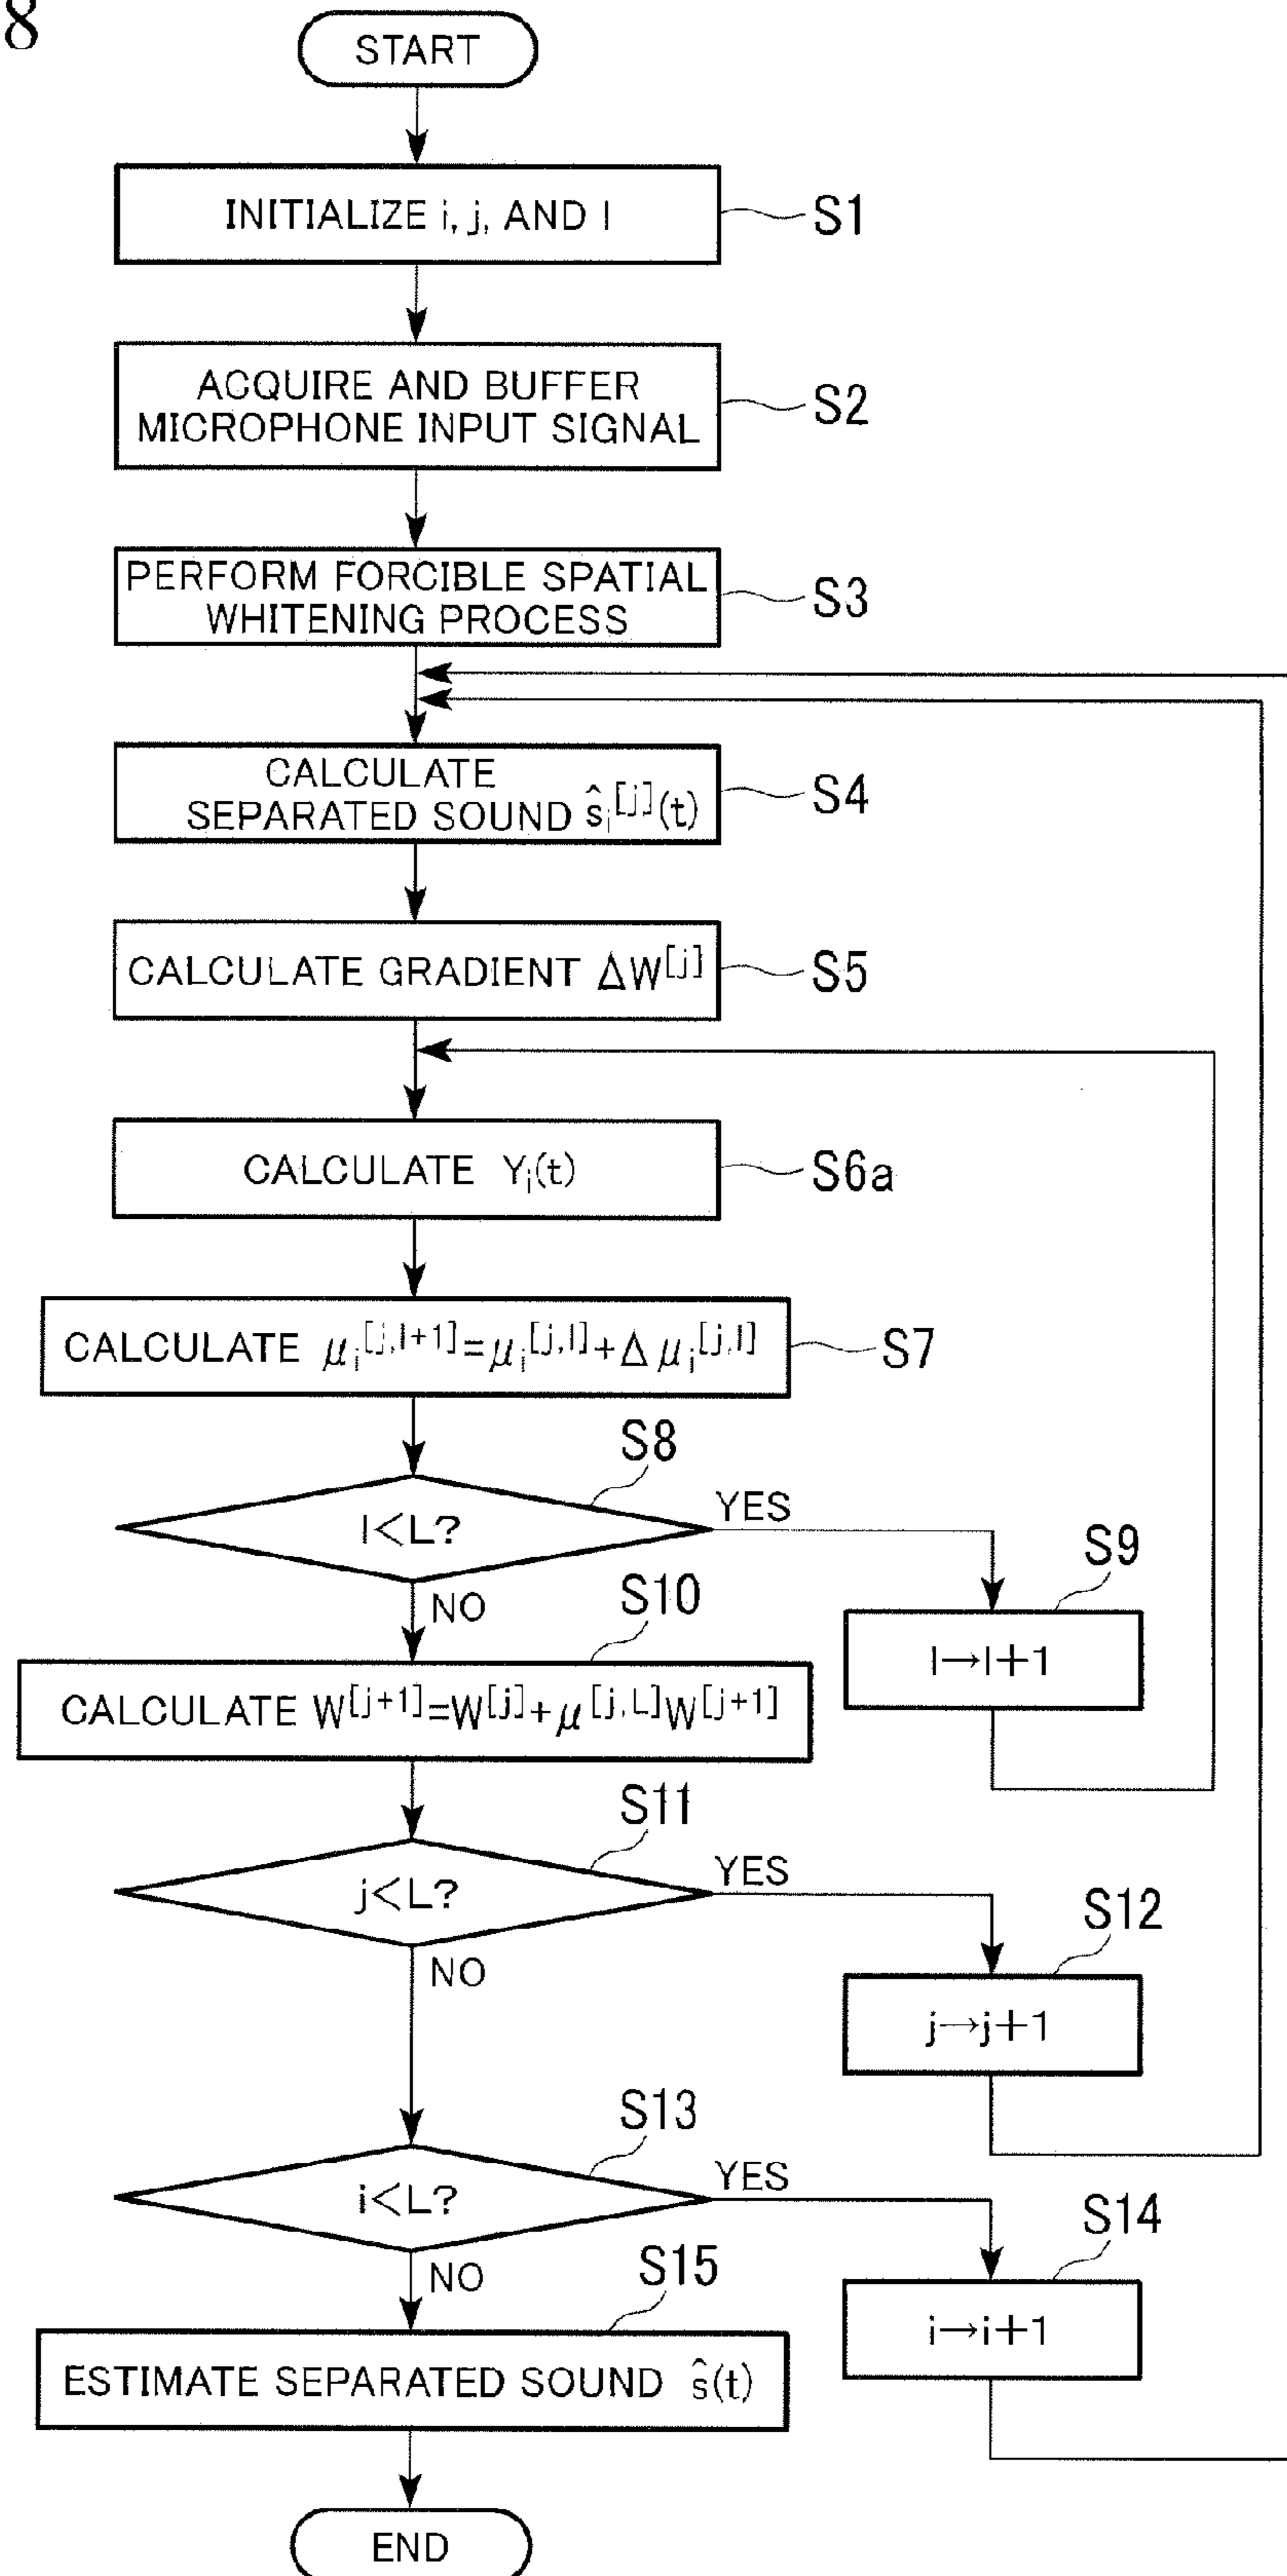 8
START
INITIALIZE i, j, AND l
S1
ACQUIRE AND BUFFER
MICROPHONE INPUT SIGNAL
S2
PERFORM FORCIBLE SPATIAL
WHITENING PROCESS
S3
CALCULATE
SEPARATED SOUND ŝᵢ^[j](t)
S4
CALCULATE GRADIENT ΔW^[j]
S5
CALCULATE Yᵢ(t)
S6a
CALCULATE μᵢ^[j,l+1]=μᵢ^[j,l]+Δμᵢ^[j,l]
S7
S8
l<L?
YES
NO
S9
l→l+1
S10
CALCULATE W^[j+1]=W^[j]+μ^[j,L]W^[j+1]
S11
j<L?
YES
NO
S12
j→j+1
S13
i<L?
YES
NO
S14
i→i+1
S15
ESTIMATE SEPARATED SOUND ŝ(t)
END